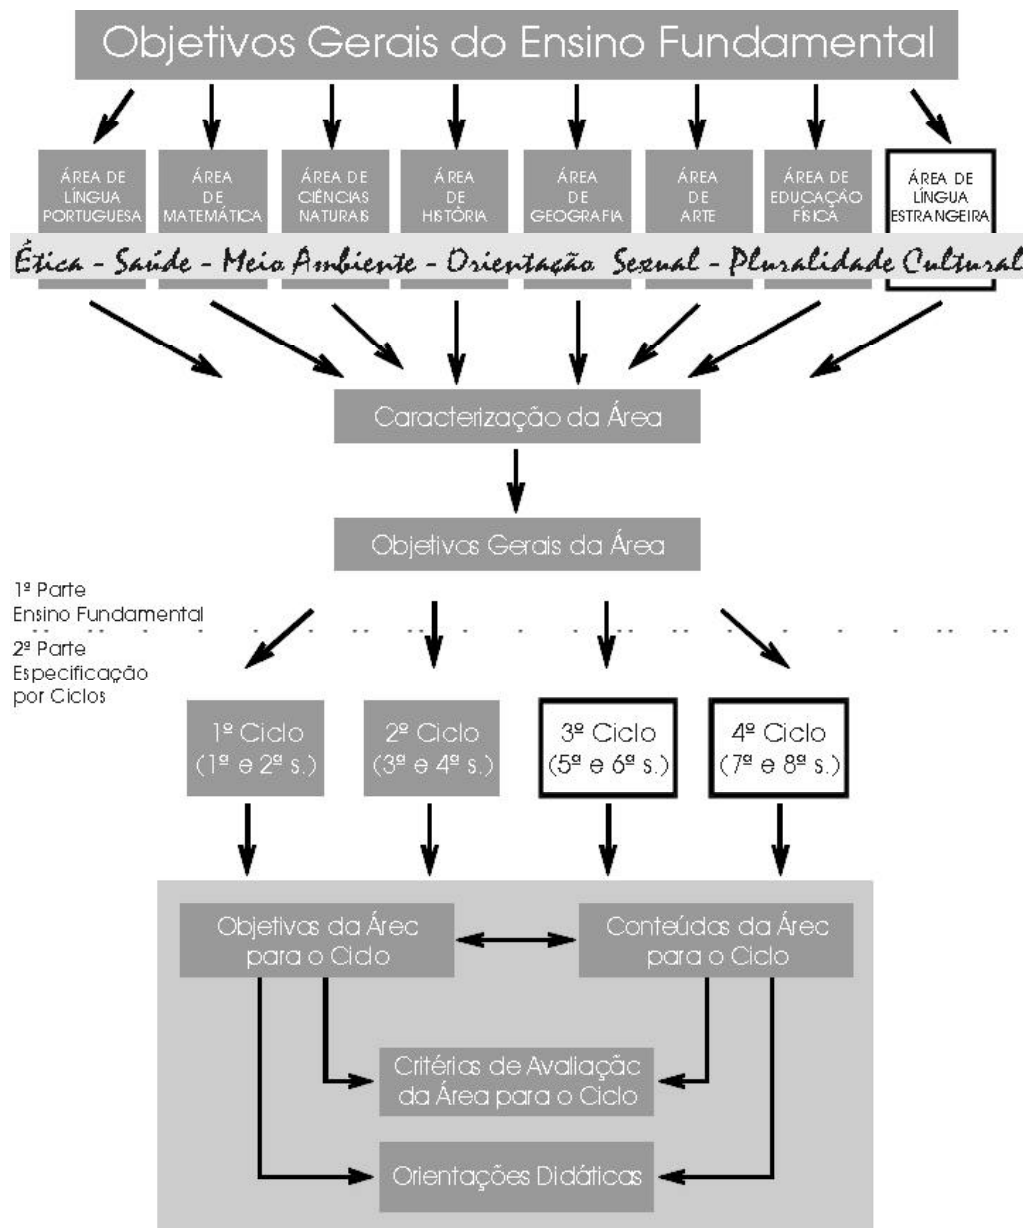 Objetivos Gerais do Ensino Fundamental
ÁREA DE
LÍNGUA
PORTUGUESA
ÁREA
DE
MATEMÁTICA
ÁREA DE
CIÊNCIAS
NATURAIS
ÁREA
DE
HISTÓRIA
ÁREA
DE
GEOGRAFIA
ÁREA
DE
ARTE
ÁREA DE
EDUCAÇÃO
FÍSICA
ÁREA DE
LÍNGUA
ESTRANGEIRA
Ética - Saúde - Meio Ambiente - Orientação Sexual - Pluralidade Cultural
Caracterização da Área
Objetivos Gerais da Área
1ª Parte
Ensino Fundamental
2ª Parte
Especificação
por Ciclos
1º Ciclo
(1ª e 2ª s.)
2º Ciclo
(3ª e 4ª s.)
3º Ciclo
(5ª e 6ª s.)
4º Ciclo
(7ª e 8ª s.)
Objetivos da Área
para o Ciclo
Conteúdos da Área
para o Ciclo
Critérios de Avaliação
da Área para o Ciclo
Orientações Didáticas